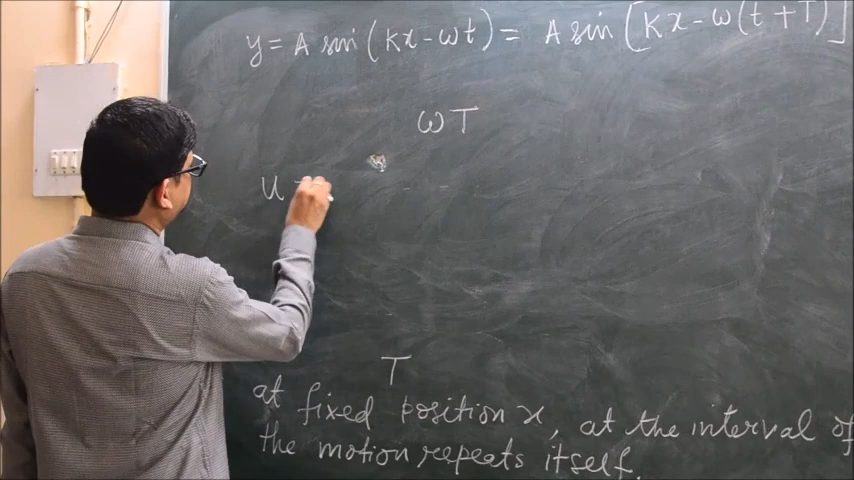 y = A sin (kx - ωt) = A sin [kx - ω(t + T)]
ωT
u -
T
at fixed position x, at the interval of
the motion repeats itself.